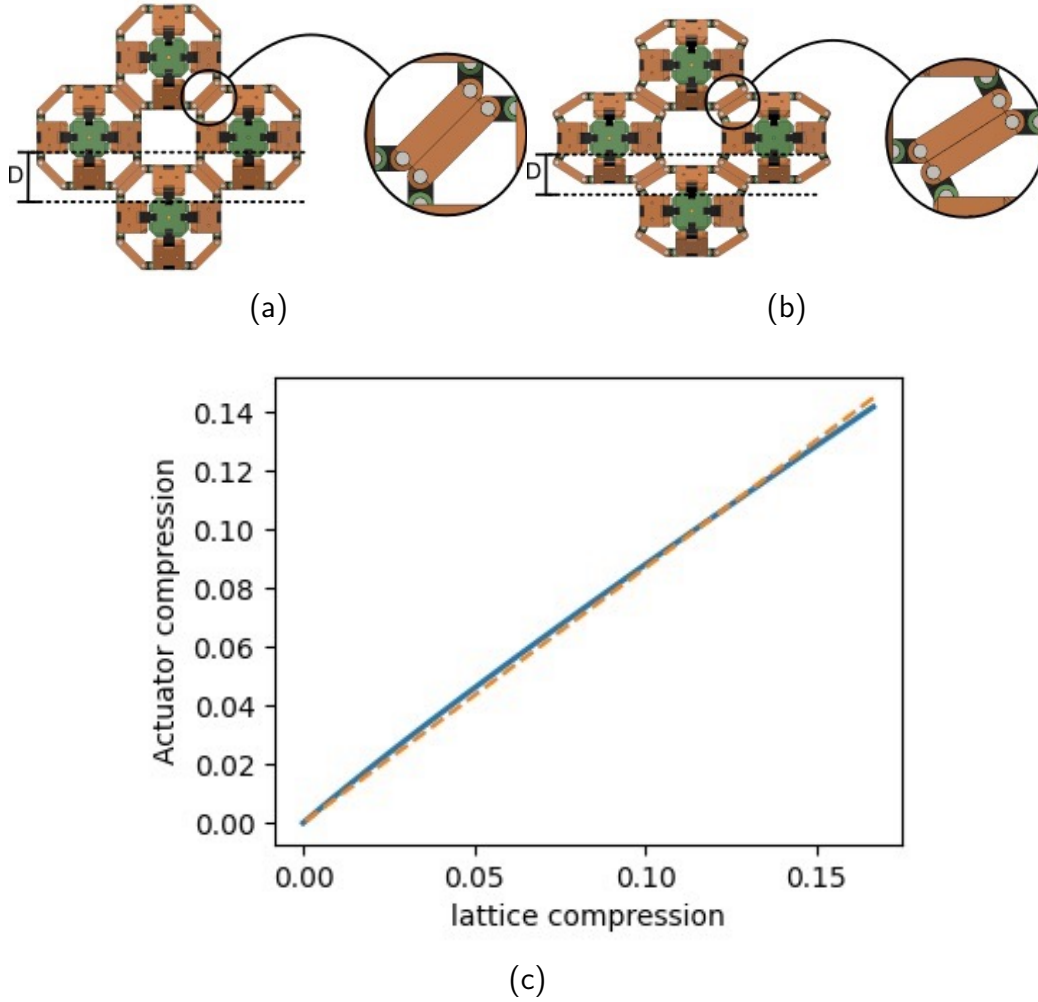 D
D
(a)
(b)
Actuator compression
0.14
0.12
0.10
0.08
0.06
0.04
0.02
0.00
0.00 0.05 0.10 0.15
lattice compression
(c)